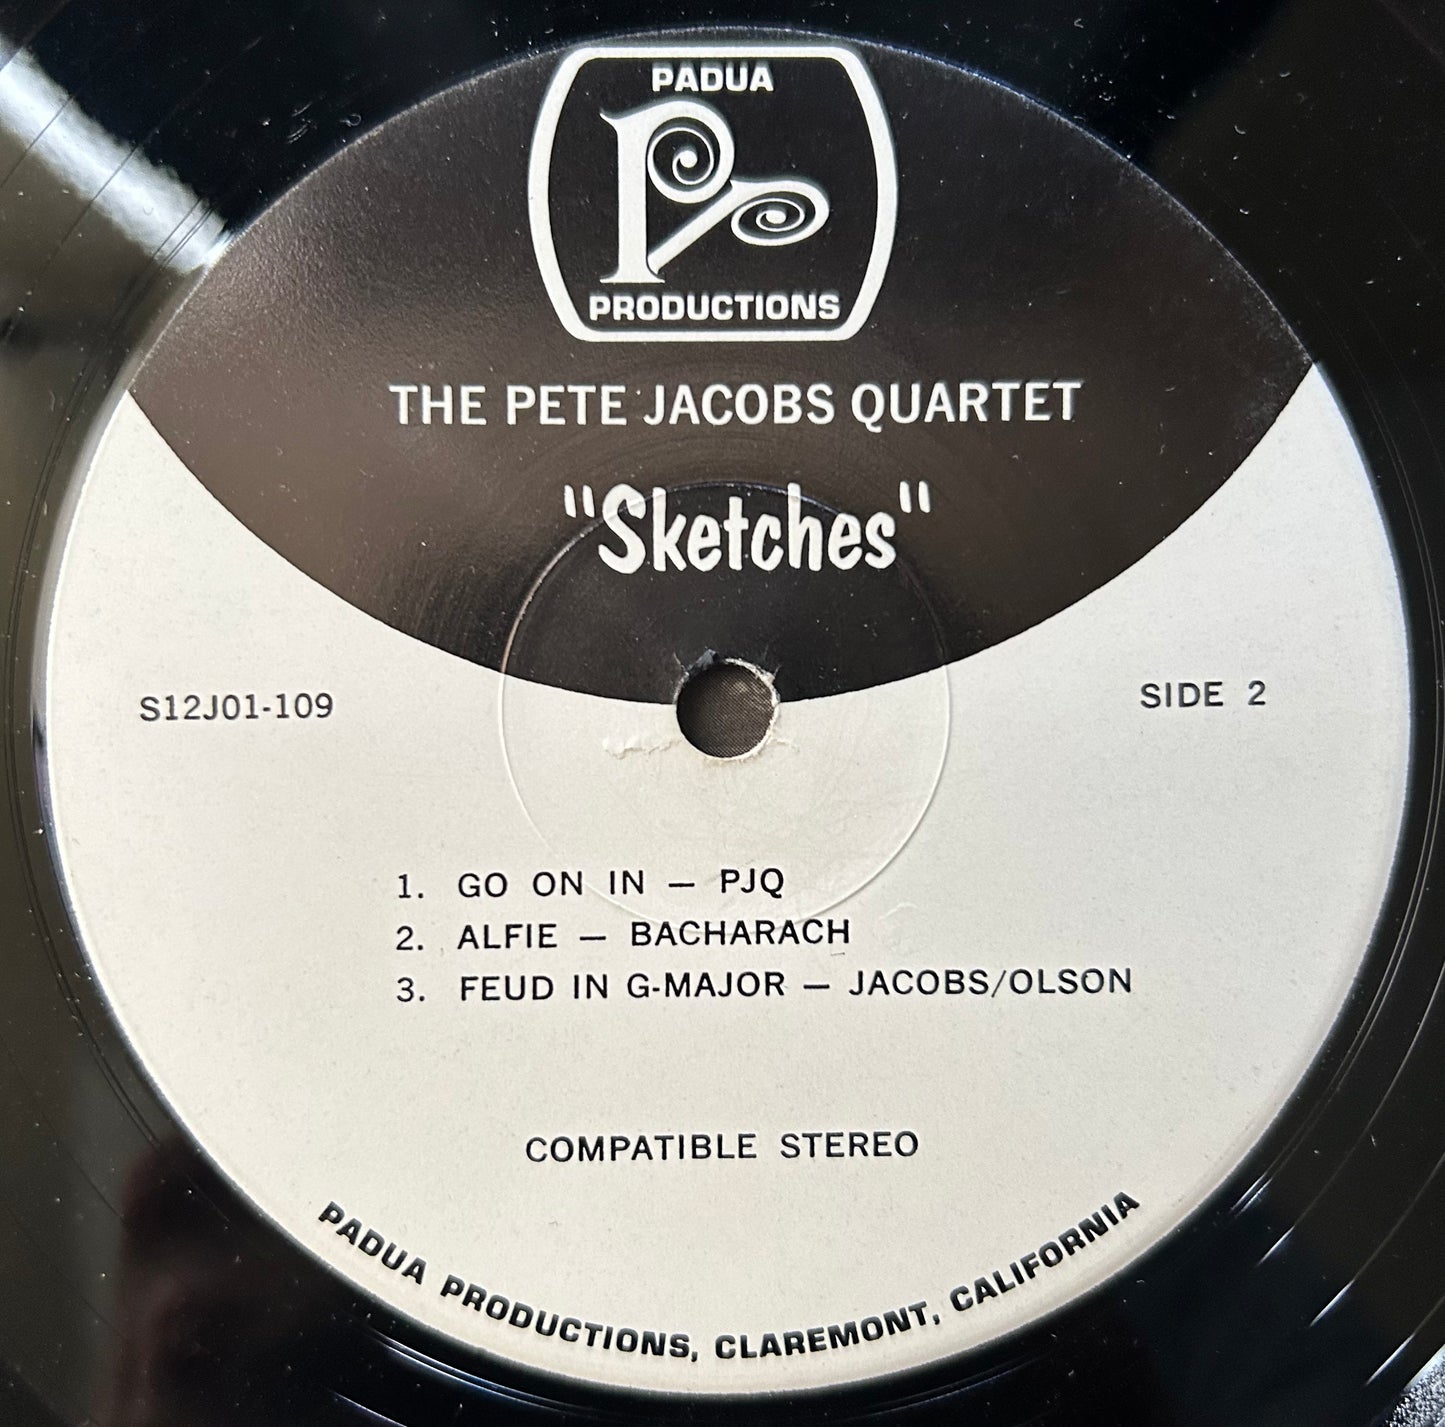 PADUA
P
PRODUCTIONS
THE PETE JACOBS QUARTET
"Sketches"
S12J01-109
SIDE 2
1. GO ON IN — PJQ
2. ALFIE — BACHARACH
3. FEUD IN G-MAJOR — JACOBS/OLSON
COMPATIBLE STEREO
PADUA PRODUCTIONS, CLAREMONT, CALIFORNIA